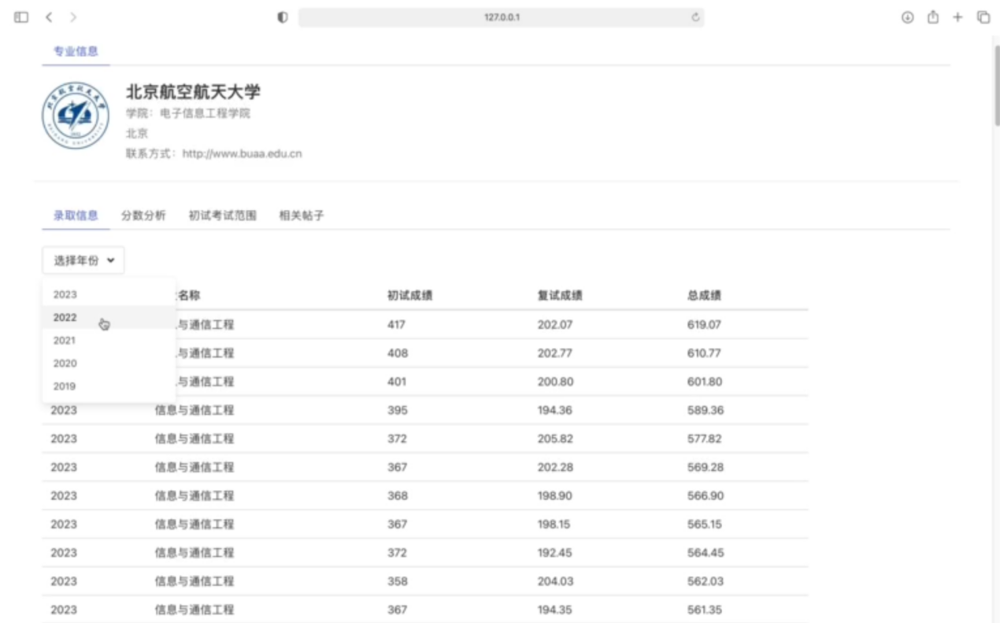 127.0.0.1
专业信息
北京航空航天大学
学院：电子信息工程学院
北京
联系方式：http://www.buaa.edu.cn
录取信息 分数分析 初试考试范围 相关帖子
选择年份
2023
2022
2021
2020
2019
名称 初试成绩 复试成绩 总成绩
与通信工程 417 202.07 619.07
与通信工程 408 202.77 610.77
与通信工程 401 200.80 601.80
2023 信息与通信工程 395 194.36 589.36
2023 信息与通信工程 372 205.82 577.82
2023 信息与通信工程 367 202.28 569.28
2023 信息与通信工程 368 198.90 566.90
2023 信息与通信工程 367 198.15 565.15
2023 信息与通信工程 372 192.45 564.45
2023 信息与通信工程 358 204.03 562.03
2023 信息与通信工程 367 194.35 561.35